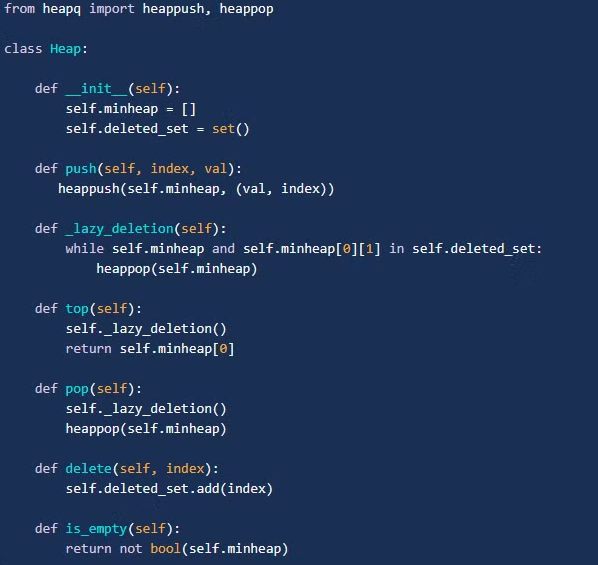 from heapq import heappush, heappop
class Heap:
    def __init__(self):
        self.minheap = []
        self.deleted_set = set()
    def push(self, index, val):
       heappush(self.minheap, (val, index))
    def _lazy_deletion(self):
        while self.minheap and self.minheap[0][1] in self.deleted_set:
            heappop(self.minheap)
    def top(self):
        self._lazy_deletion()
        return self.minheap[0]
    def pop(self):
        self._lazy_deletion()
        heappop(self.minheap)
    def delete(self, index):
        self.deleted_set.add(index)
    def is_empty(self):
        return not bool(self.minheap)